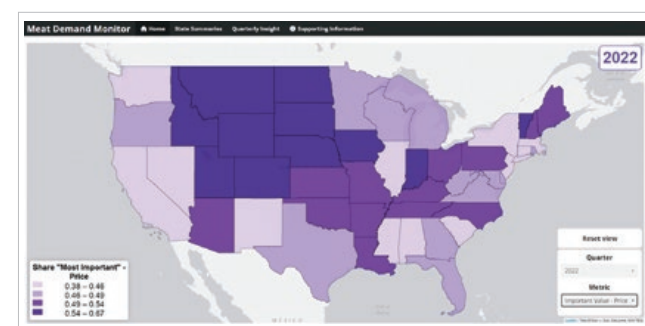 Meat Demand Monitor Home State Summaries Quarterly Insight Supporting Information
2022
Reset view
Quarter
2022
Metric
Important Value - Price
Share "Most Important" -
Price
0.38 – 0.46
0.46 – 0.49
0.49 – 0.54
0.54 – 0.67
MÉXICO